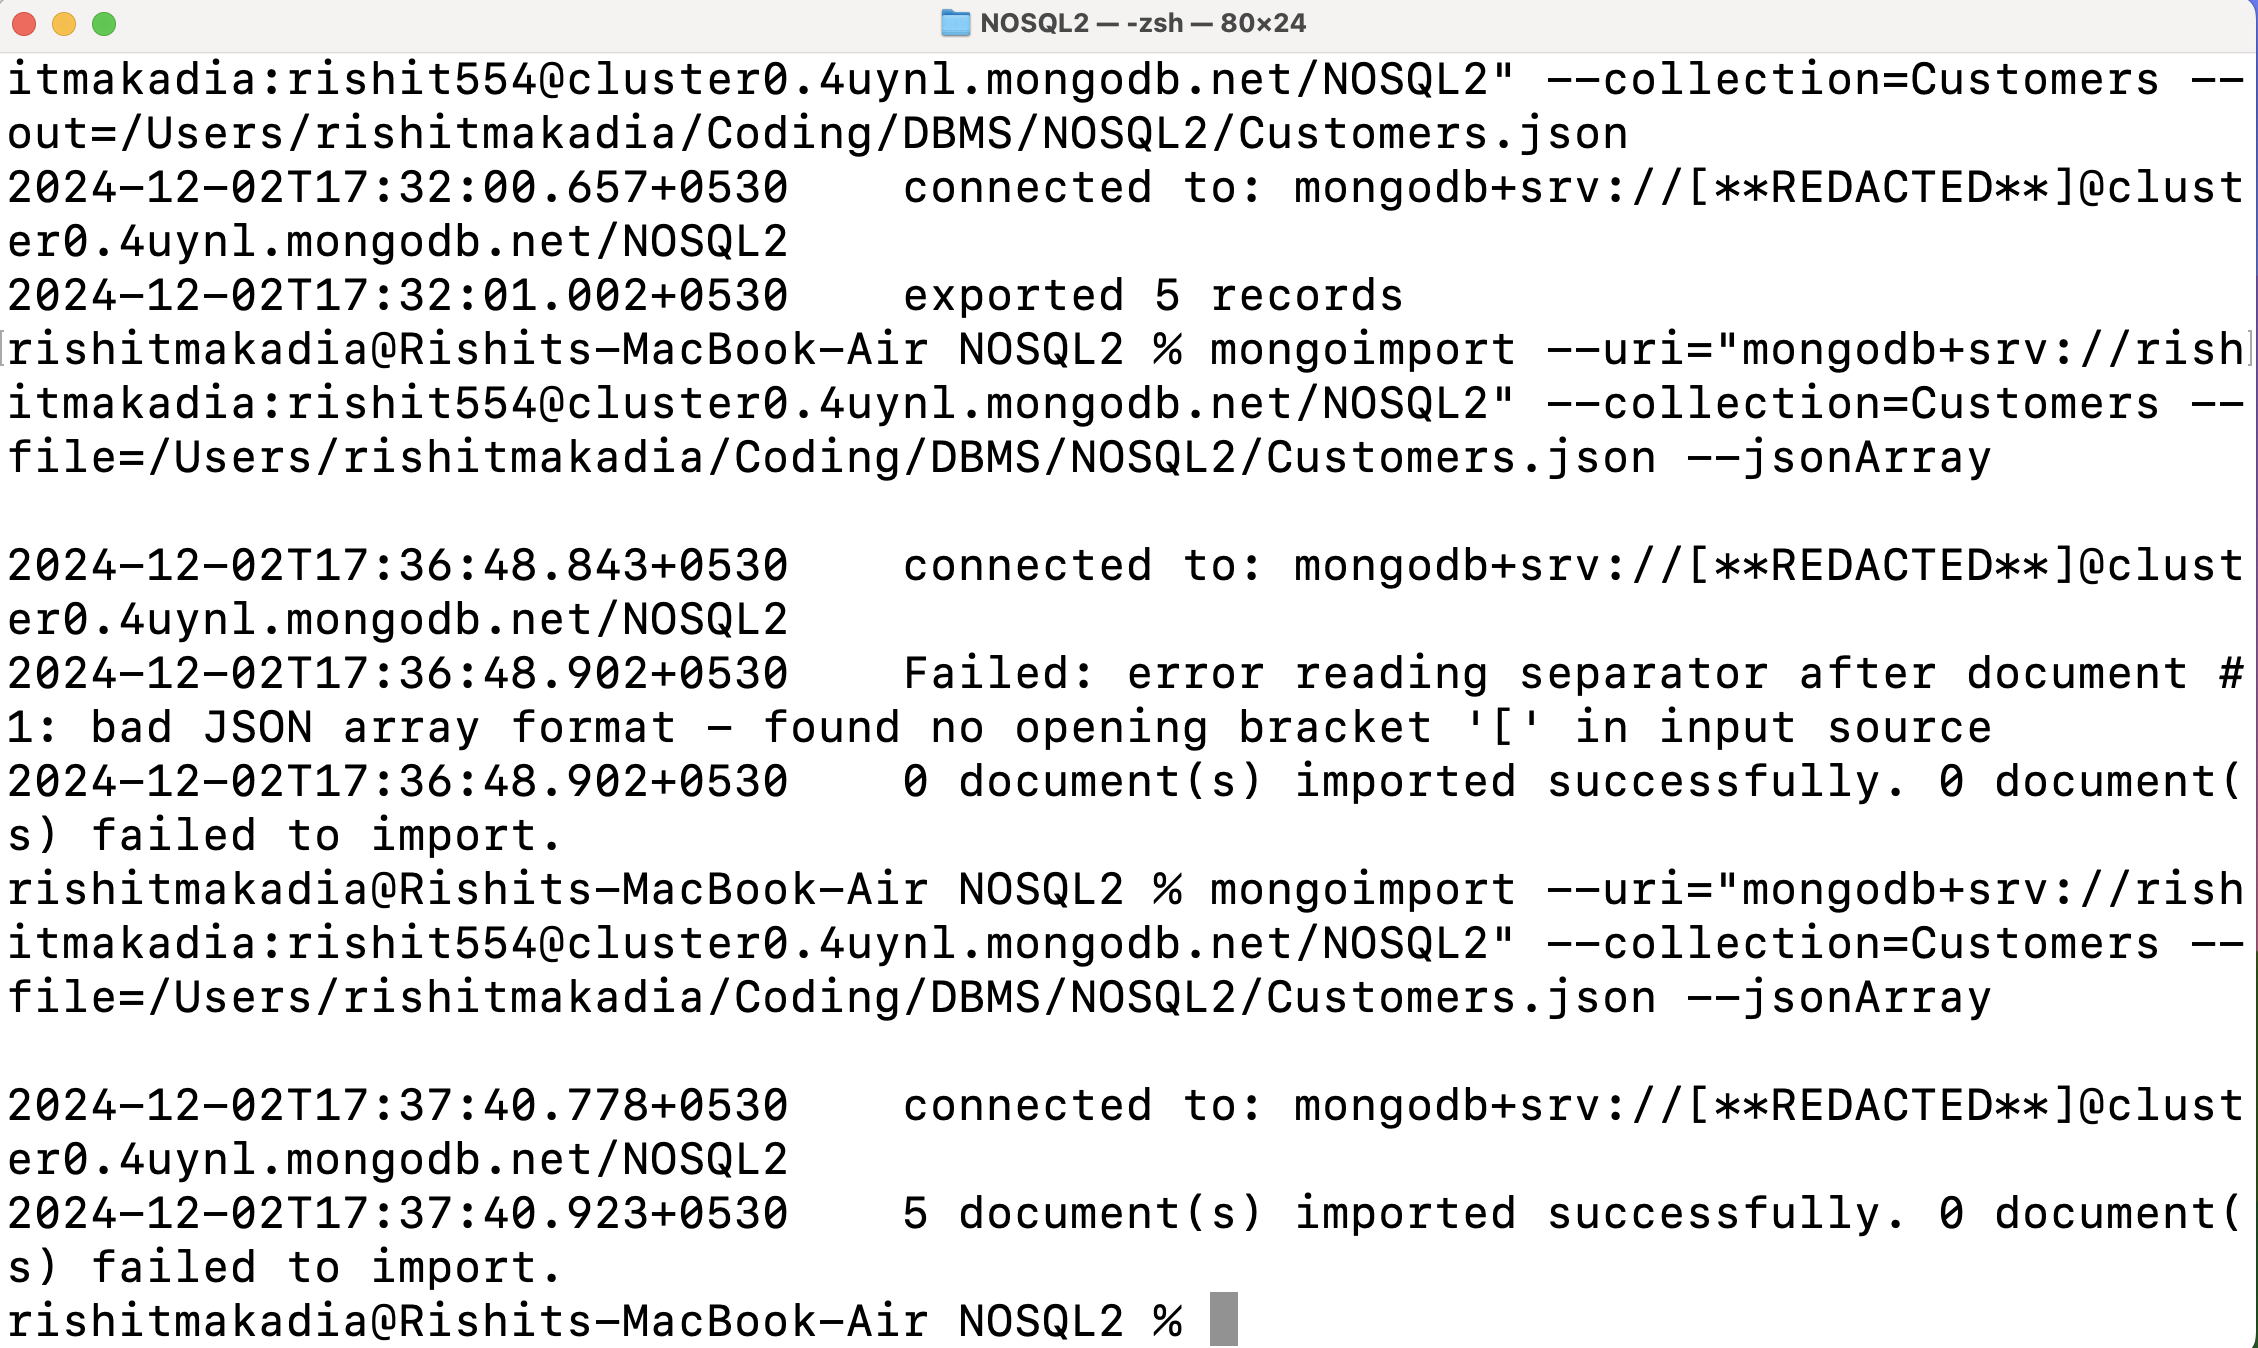 NOSQL2 — -zsh — 80×24
itmakadia:rishit554@cluster0.4uynl.mongodb.net/NOSQL2" --collection=Customers --
out=/Users/rishitmakadia/Coding/DBMS/NOSQL2/Customers.json
2024-12-02T17:32:00.657+0530    connected to: mongodb+srv://[**REDACTED**]@clust
er0.4uynl.mongodb.net/NOSQL2
2024-12-02T17:32:01.002+0530    exported 5 records
rishitmakadia@Rishits-MacBook-Air NOSQL2 % mongoimport --uri="mongodb+srv://rish
itmakadia:rishit554@cluster0.4uynl.mongodb.net/NOSQL2" --collection=Customers --
file=/Users/rishitmakadia/Coding/DBMS/NOSQL2/Customers.json --jsonArray
2024-12-02T17:36:48.843+0530    connected to: mongodb+srv://[**REDACTED**]@clust
er0.4uynl.mongodb.net/NOSQL2
2024-12-02T17:36:48.902+0530    Failed: error reading separator after document #
1: bad JSON array format - found no opening bracket '[' in input source
2024-12-02T17:36:48.902+0530    0 document(s) imported successfully. 0 document(
s) failed to import.
rishitmakadia@Rishits-MacBook-Air NOSQL2 % mongoimport --uri="mongodb+srv://rish
itmakadia:rishit554@cluster0.4uynl.mongodb.net/NOSQL2" --collection=Customers --
file=/Users/rishitmakadia/Coding/DBMS/NOSQL2/Customers.json --jsonArray
2024-12-02T17:37:40.778+0530    connected to: mongodb+srv://[**REDACTED**]@clust
er0.4uynl.mongodb.net/NOSQL2
2024-12-02T17:37:40.923+0530    5 document(s) imported successfully. 0 document(
s) failed to import.
rishitmakadia@Rishits-MacBook-Air NOSQL2 %